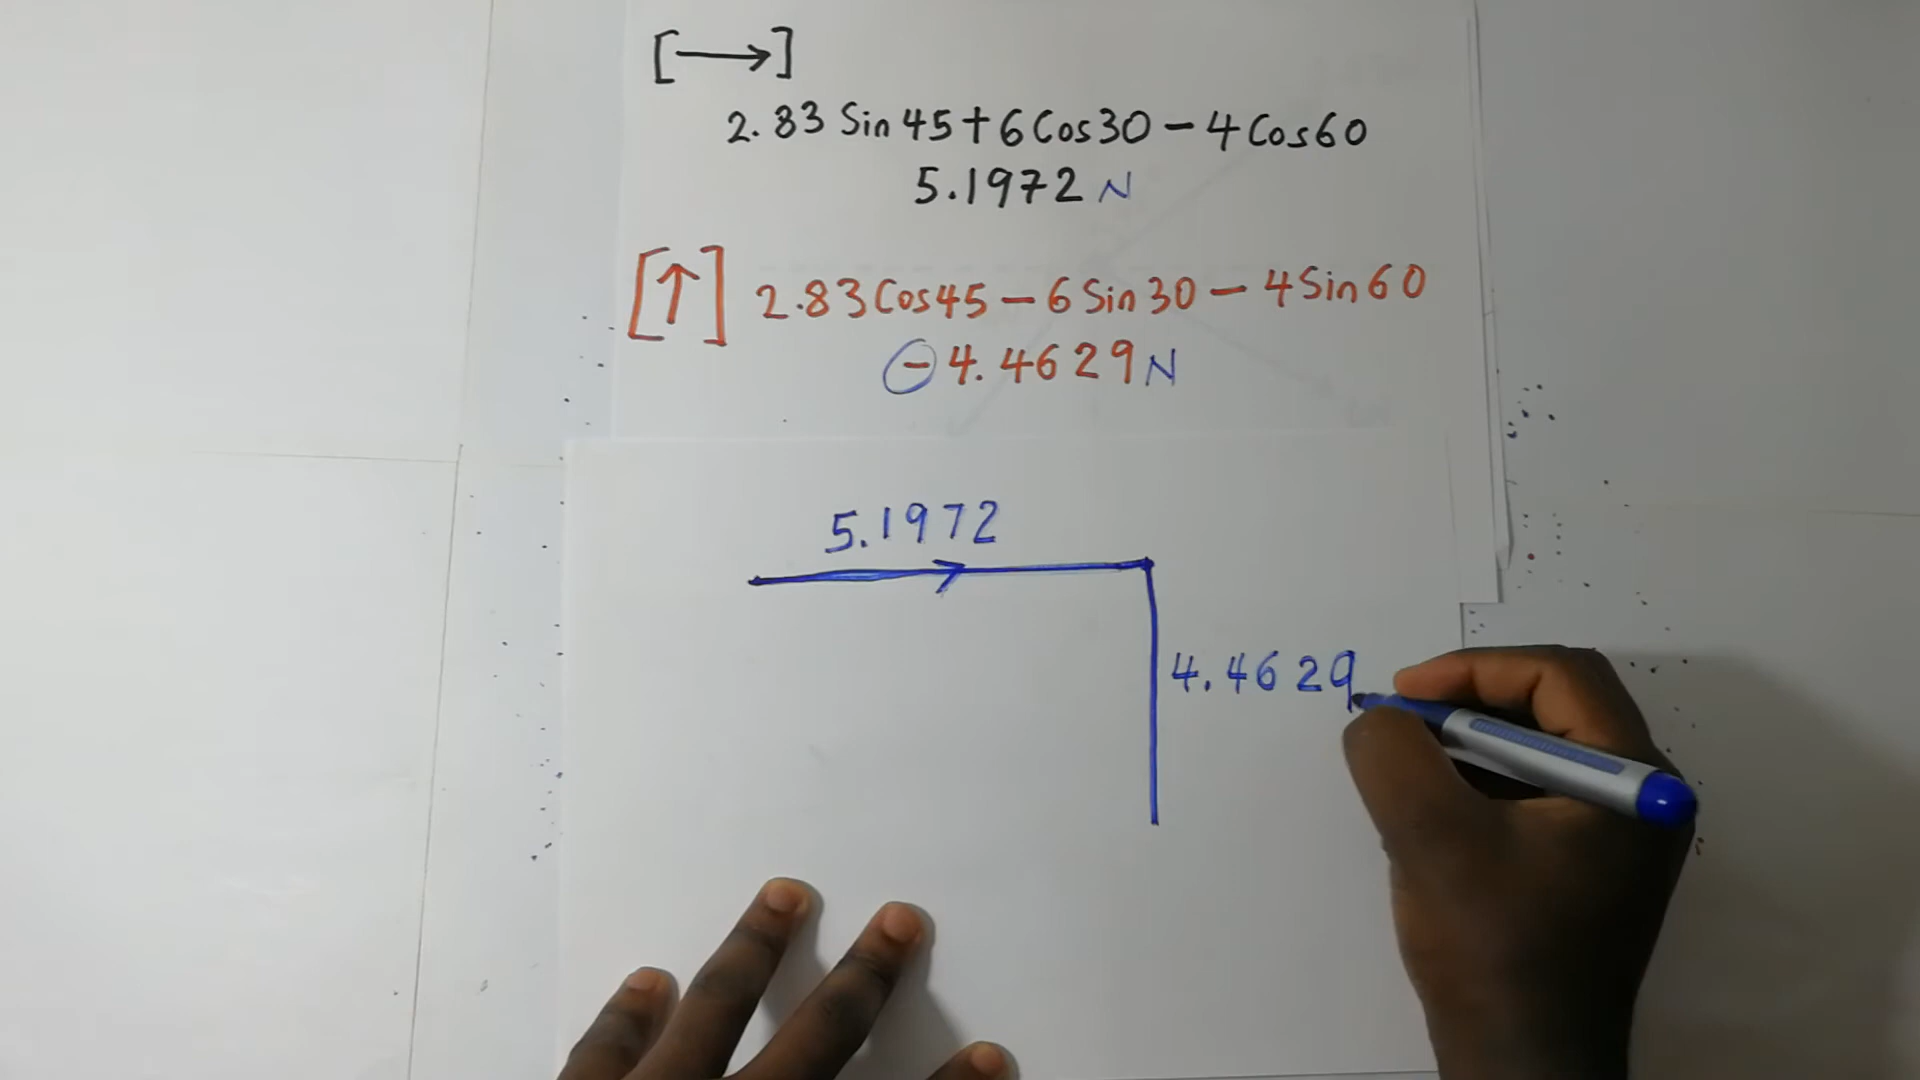 [→]
2.83 Sin 45 + 6 Cos 30 - 4 Cos 60
5.1972 N
[↑] 2.83 Cos 45 - 6 Sin 30 - 4 Sin 60
-4.4629 N
5.1972
4.4629